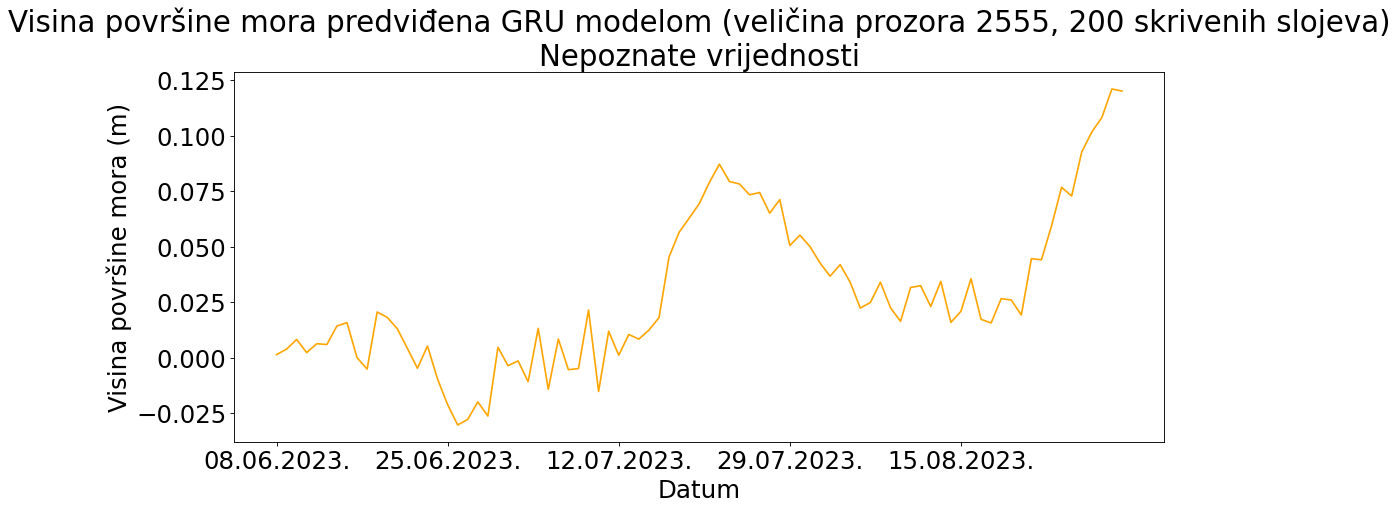 Visina površine mora predviđena GRU modelom (veličina prozora 2555, 200 skrivenih slojeva)
Nepoznate vrijednosti
Visina površine mora (m)
0.125
0.100
0.075
0.050
0.025
0.000
−0.025
08.06.2023. 25.06.2023. 12.07.2023. 29.07.2023. 15.08.2023.
Datum